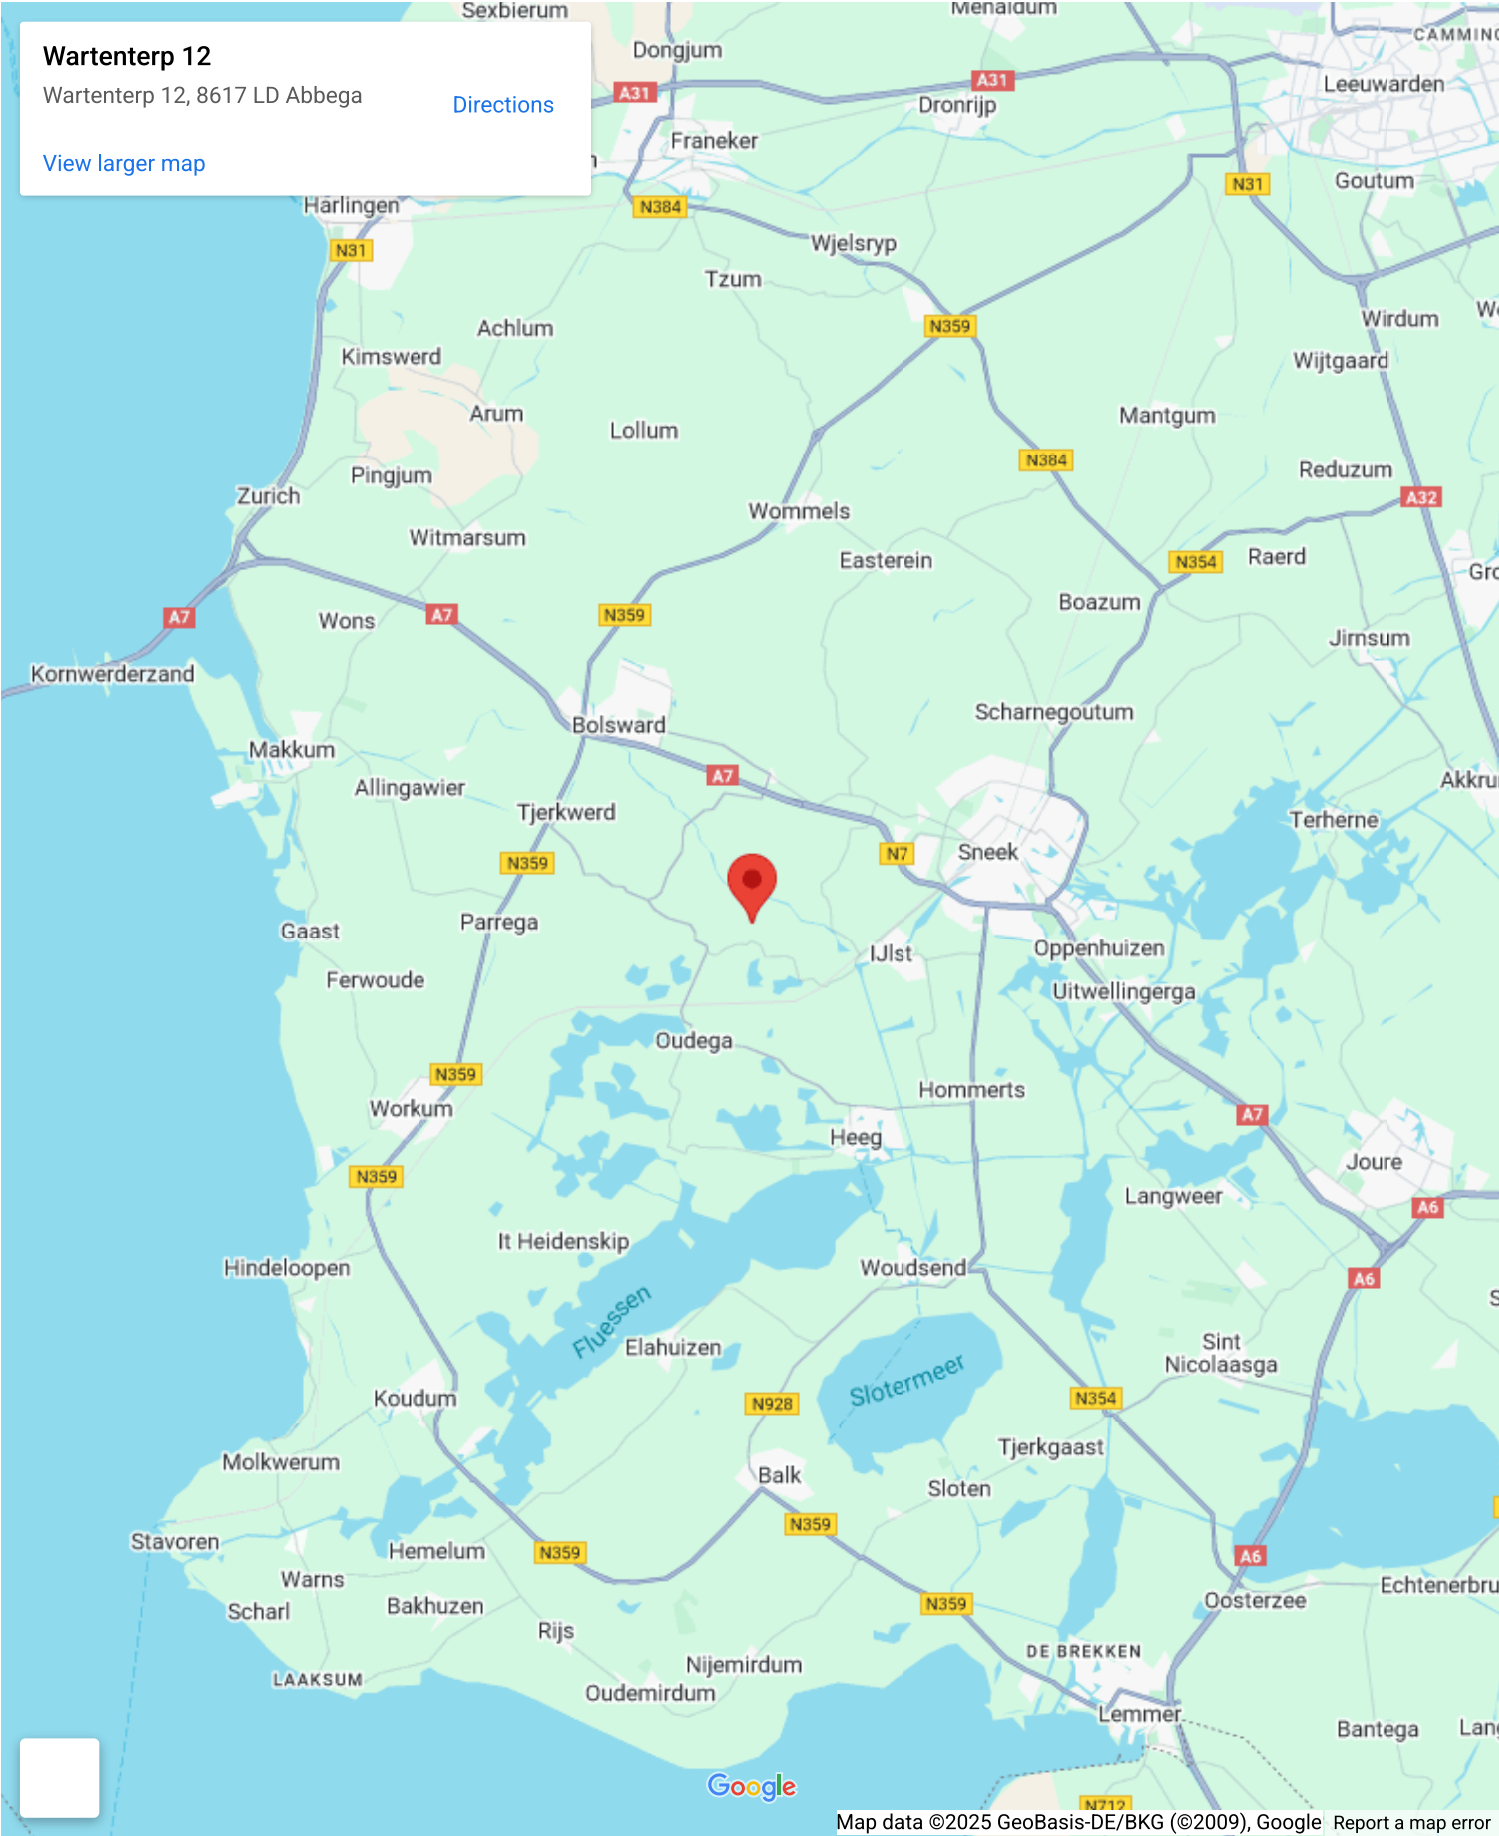 Sexbierum
Menaldum
CAMMING
Wartenterp 12
Wartenterp 12, 8617 LD Abbega
Directions
View larger map
Dongjum
A31
A31
Leeuwarden
Dronrijp
Franeker
Harlingen
N384
N31
Goutum
N31
Wjelsryp
Tzum
Achlum
N359
Wirdum
Kimswerd
Wijtgaard
Arum
Lollum
Mantgum
N384
Pingjum
Reduzum
Zurich
A32
Wommels
Witmarsum
Easterein
N354
Raerd
Boazum
A7
A7
Wons
N359
Jirnsum
Kornwerderzand
Scharnegoutum
Bolsward
Makkum
A7
Allingawier
Tjerkwerd
Terherne
N359
N7
Sneek
Parrega
Gaast
IJlst
Oppenhuizen
Ferwoude
Uitwellingerga
Oudega
N359
Hommerts
Workum
A7
Heeg
Joure
N359
Langweer
A6
It Heidenskip
Hindeloopen
Woudsend
A6
Fluessen
Elahuizen
Sint
Nicolaasga
Slotermeer
Koudum
N928
N354
Tjerkgaast
Molkwerum
Balk
Sloten
N359
Stavoren
Hemelum
N359
A6
Warns
Echtenerbru
Scharl
Bakhuzen
N359
Oosterzee
Rijs
DE BREKKEN
LAAKSUM
Nijemirdum
Oudemirdum
Lemmer
Bantega
Google
N712
Map data ©2025 GeoBasis-DE/BKG (©2009), Google
Report a map error